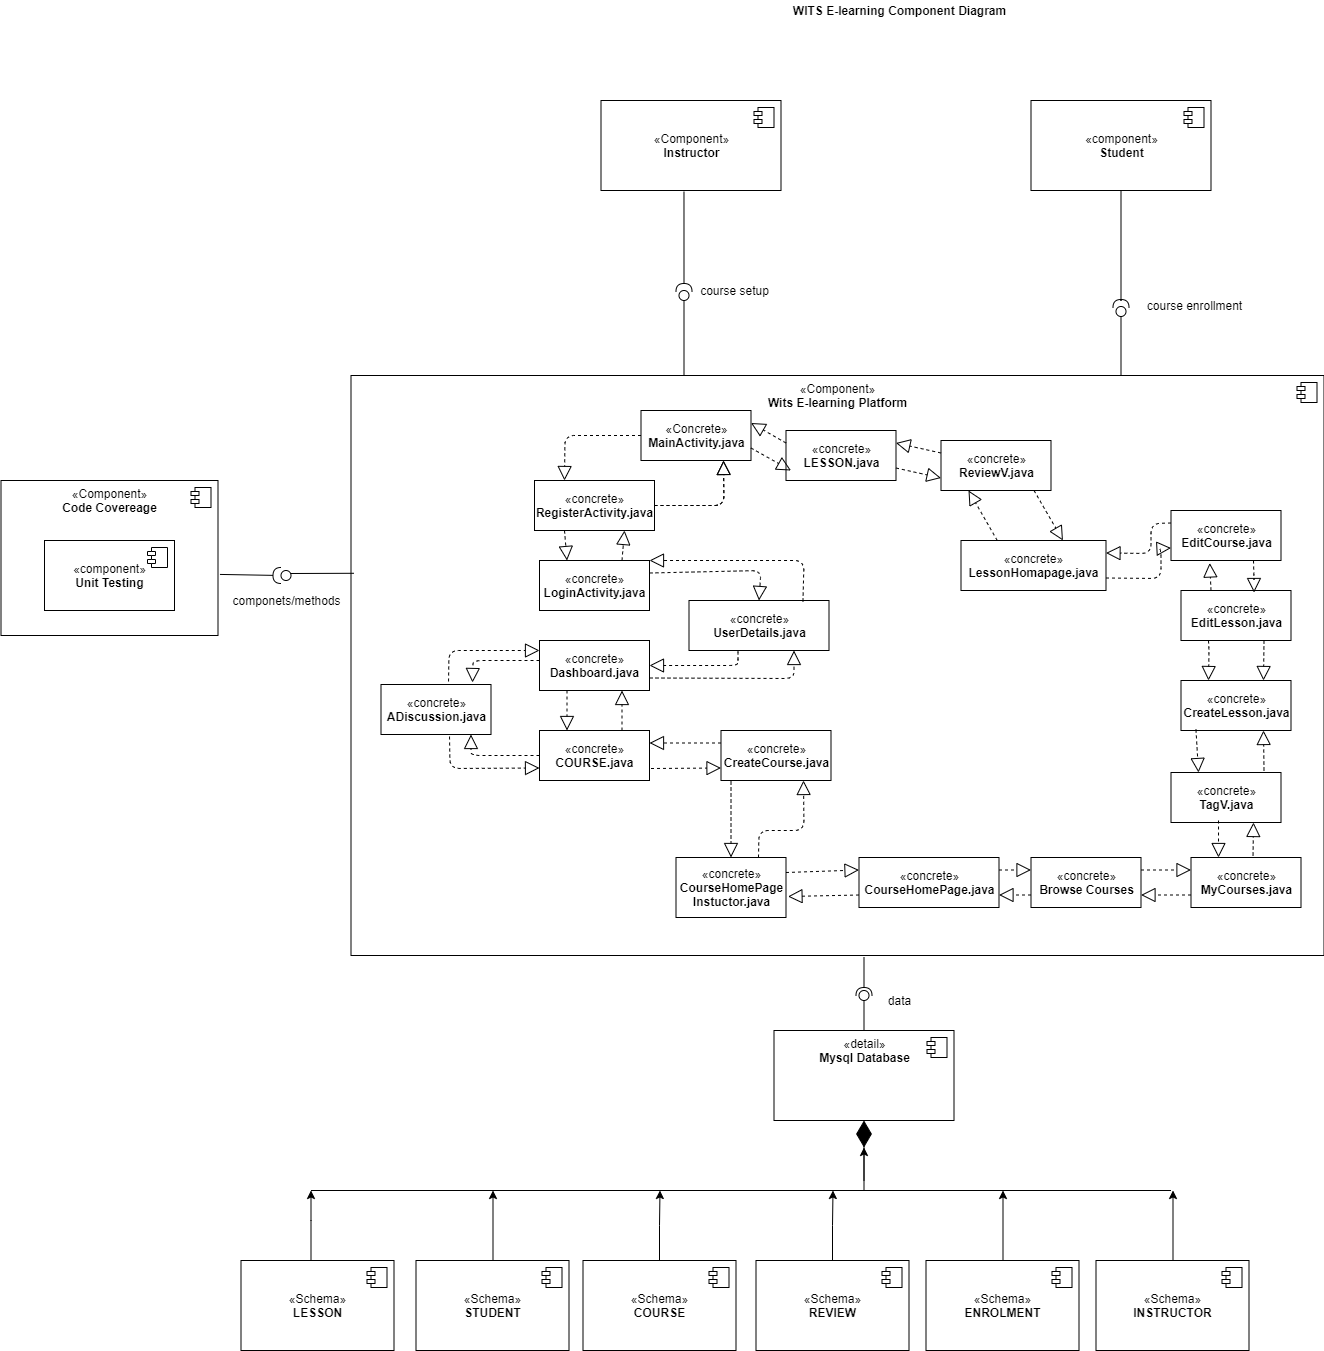 WITS E-learning Component Diagram
«Component»
Instructor
«component»
Student
course setup
course enrollment
«Component»
Wits E-learning Platform
«Concrete»
MainActivity.java
«concrete»
LESSON.java
«concrete»
ReviewV.java
«Component»
Code Covereage
«component»
Unit Testing
componets/methods
«concrete»
RegisterActivity.java
«concrete»
LessonHomapage.java
«concrete»
EditCourse.java
«concrete»
LoginActivity.java
«concrete»
UserDetails.java
«concrete»
EditLesson.java
«concrete»
Dashboard.java
«concrete»
ADiscussion.java
«concrete»
CreateLesson.java
«concrete»
COURSE.java
«concrete»
CreateCourse.java
«concrete»
TagV.java
«concrete»
CourseHomePage
Instuctor.java
«concrete»
CourseHomePage.java
«concrete»
Browse Courses
«concrete»
MyCourses.java
data
«detail»
Mysql Database
«Schema»
LESSON
«Schema»
STUDENT
«Schema»
COURSE
«Schema»
REVIEW
«Schema»
ENROLMENT
«Schema»
INSTRUCTOR